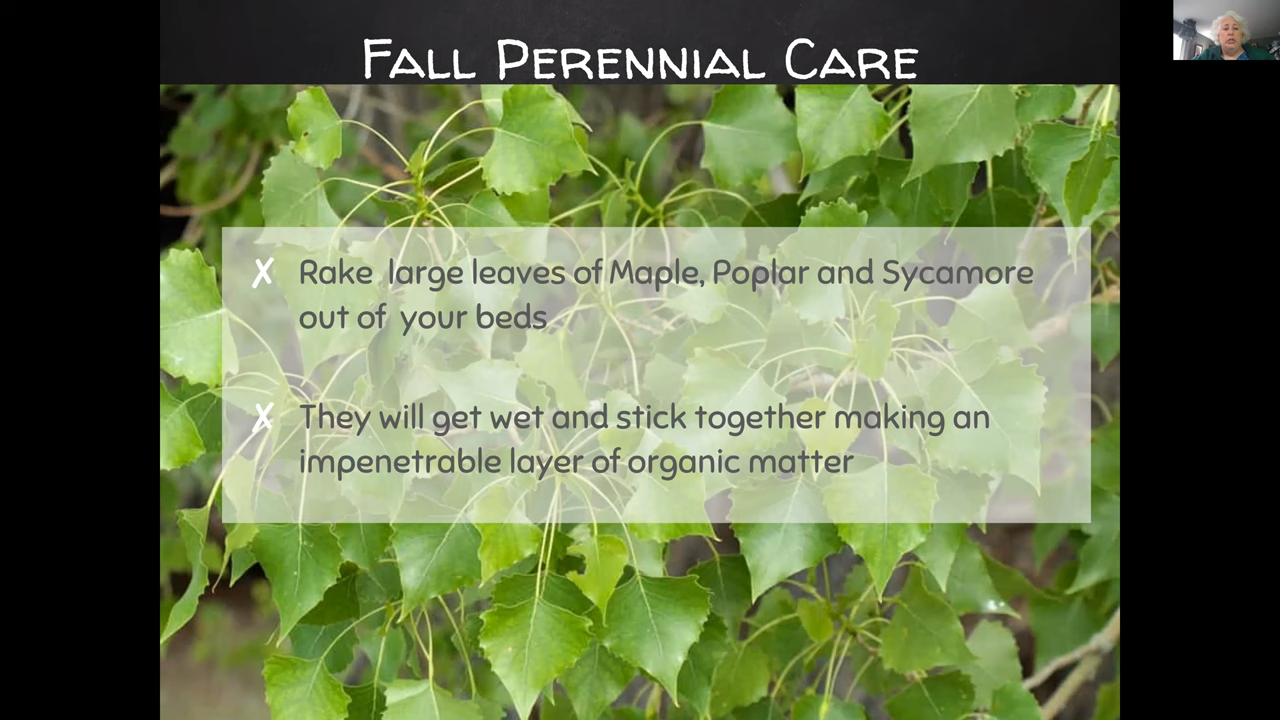 Fall Perennial Care
✗ Rake large leaves of Maple, Poplar and Sycamore
out of your beds
✗ They will get wet and stick together making an
impenetrable layer of organic matter